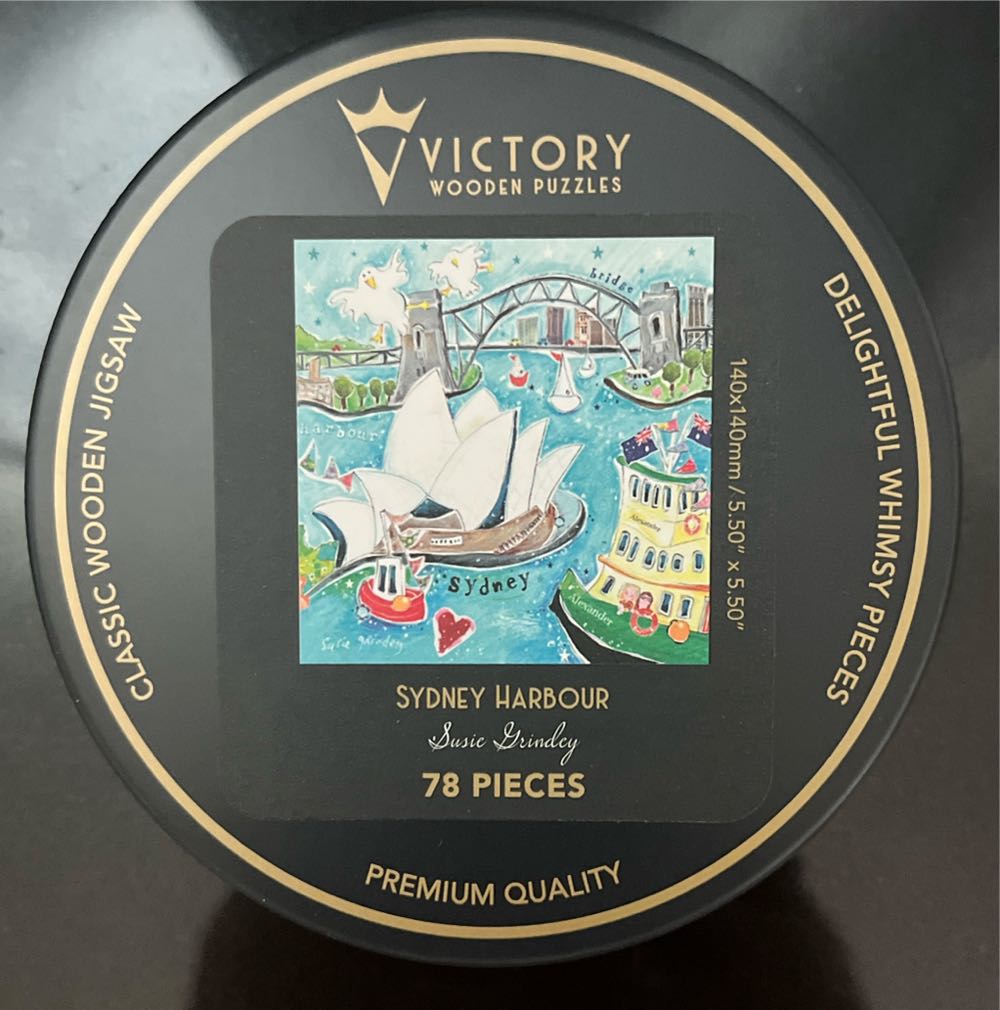 VICTORY
WOODEN PUZZLES
CLASSIC WOODEN JIGSAW
DELIGHTFUL WHIMSY PIECES
bridge
harbour
Alexander
Alexander
Sydney
Susie Grindey
140x140mm / 5.50" x 5.50"
SYDNEY HARBOUR
Susie Grindey
78 PIECES
PREMIUM QUALITY